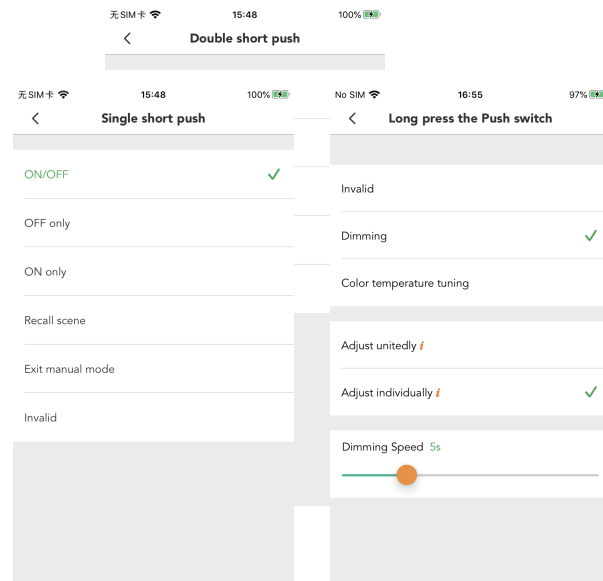 无SIM卡 15:48 100%
Double short push
无SIM卡 15:48 100%
Single short push
ON/OFF
OFF only
ON only
Recall scene
Exit manual mode
Invalid
No SIM 16:55 97%
Long press the Push switch
Invalid
Dimming
Color temperature tuning
Adjust unitedly i
Adjust individually i
Dimming Speed 5s